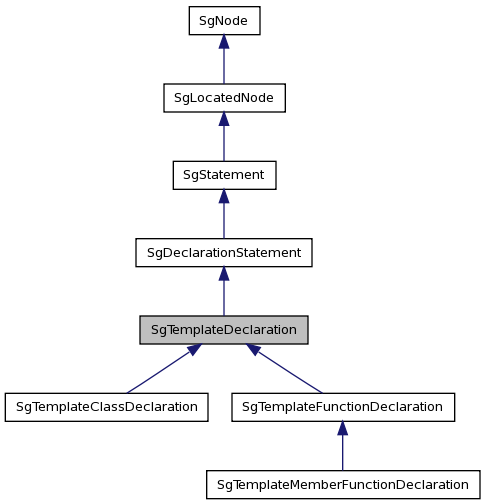 SgNode
SgLocatedNode
SgStatement
SgDeclarationStatement
SgTemplateDeclaration
SgTemplateClassDeclaration
SgTemplateFunctionDeclaration
SgTemplateMemberFunctionDeclaration